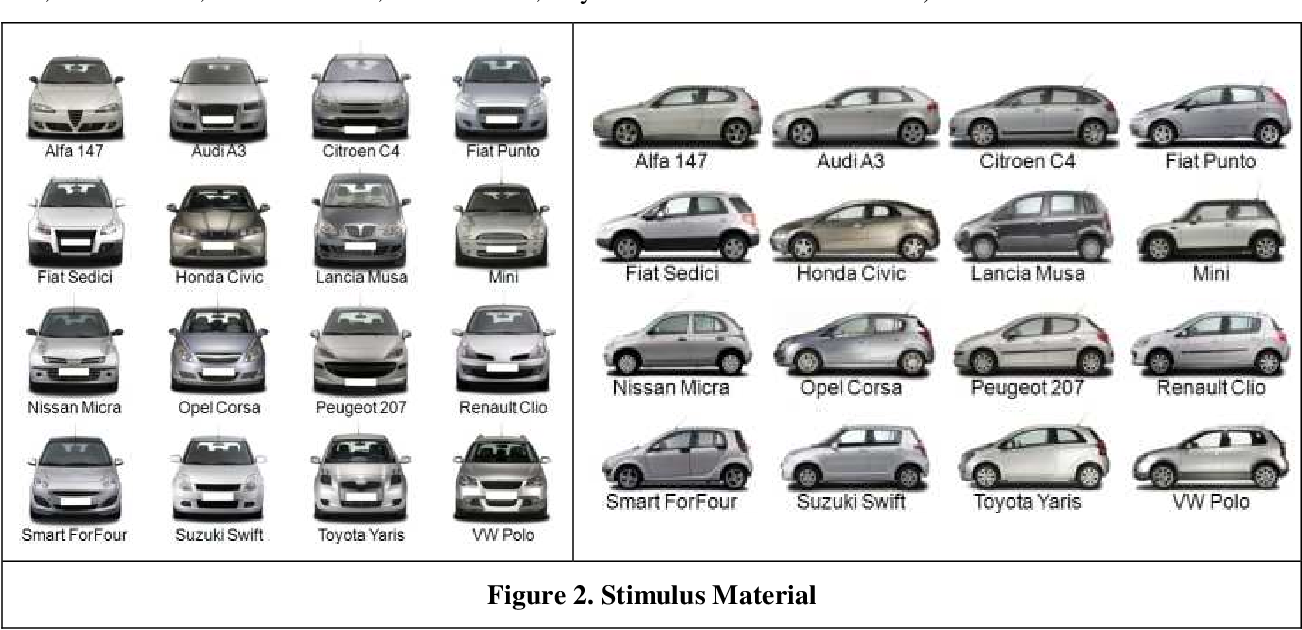 Alfa 147 Audi A3 Citroen C4 Fiat Punto
Fiat Sedici Honda Civic Lancia Musa Mini
Nissan Micra Opel Corsa Peugeot 207 Renault Clio
Smart ForFour Suzuki Swift Toyota Yaris VW Polo
Alfa 147 Audi A3 Citroen C4 Fiat Punto
Fiat Sedici Honda Civic Lancia Musa Mini
Nissan Micra Opel Corsa Peugeot 207 Renault Clio
Smart ForFour Suzuki Swift Toyota Yaris VW Polo
Figure 2. Stimulus Material